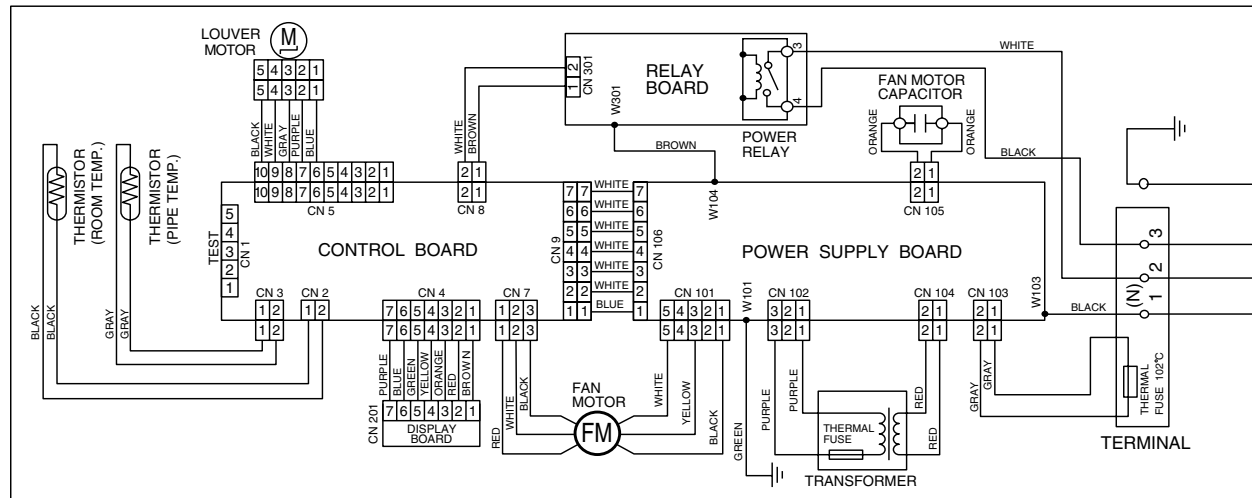 LOUVER
MOTOR
M
5 4 3 2 1
5 4 3 2 1
BLACK
WHITE
GRAY
PURPLE
BLUE
10 9 8 7 6 5 4 3 2 1
10 9 8 7 6 5 4 3 2 1
CN 5
WHITE
BROWN
2 1
2 1
CN 8
2
1
CN 301
RELAY
BOARD
W301
3
4
POWER
RELAY
BROWN
WHITE
FAN MOTOR
CAPACITOR
ORANGE
ORANGE
BLACK
2 1
2 1
CN 105
W104
THERMISTOR
(ROOM TEMP.)
THERMISTOR
(PIPE TEMP.)
TEST
CN 1
5
4
3
2
1
CONTROL BOARD
CN 9
7 7 WHITE 7
6 6 WHITE 6
5 5 WHITE 5
4 4 WHITE 4
3 3 WHITE 3
2 2 WHITE 2
1 1 BLUE 1
CN 106
POWER SUPPLY BOARD
W103
BLACK
3
2
1
(N)
THERMAL
FUSE 102℃
TERMINAL
BLACK
BLACK
GRAY
GRAY
CN 3
1 2
1 2
CN 2
1 2
CN 4
7 6 5 4 3 2 1
7 6 5 4 3 2 1
PURPLE
BLUE
GREEN
YELLOW
ORANGE
RED
BROWN
CN 201
7 6 5 4 3 2 1
DISPLAY
BOARD
CN 7
1 2 3
1 2 3
RED
WHITE
BLACK
FAN
MOTOR
FM
CN 101
5 4 3 2 1
5 4 3 2 1
WHITE
YELLOW
BLACK
W101
GREEN
CN 102
3 2 1
3 2 1
PURPLE
PURPLE
THERMAL
FUSE
TRANSFORMER
CN 104
2 1
2 1
RED
RED
CN 103
2 1
2 1
GRAY
GRAY